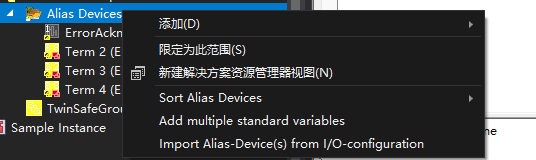 Alias Devices
ErrorAckn
Term 2 (E
Term 3 (E
Term 4 (E
TwinSafeGro
Sample Instance
添加(D)
限定为此范围(S)
新建解决方案资源管理器视图(N)
Sort Alias Devices
Add multiple standard variables
Import Alias-Device(s) from I/O-configuration
ne